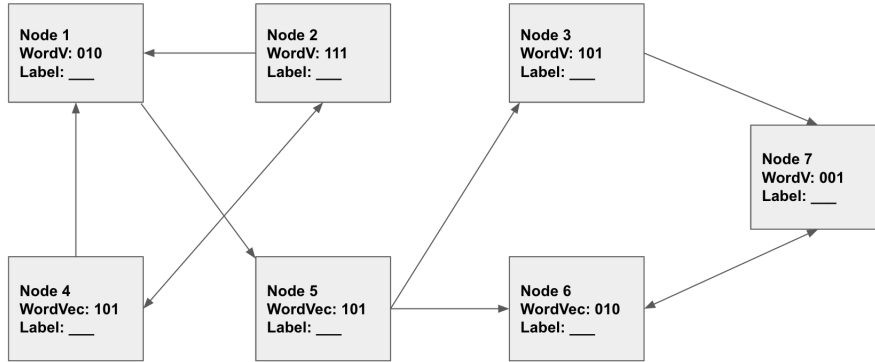 Node 1
WordV: 010
Label: ___
Node 2
WordV: 111
Label: ___
Node 3
WordV: 101
Label: ___
Node 7
WordV: 001
Label: ___
Node 4
WordVec: 101
Label: ___
Node 5
WordVec: 101
Label: ___
Node 6
WordVec: 010
Label: ___